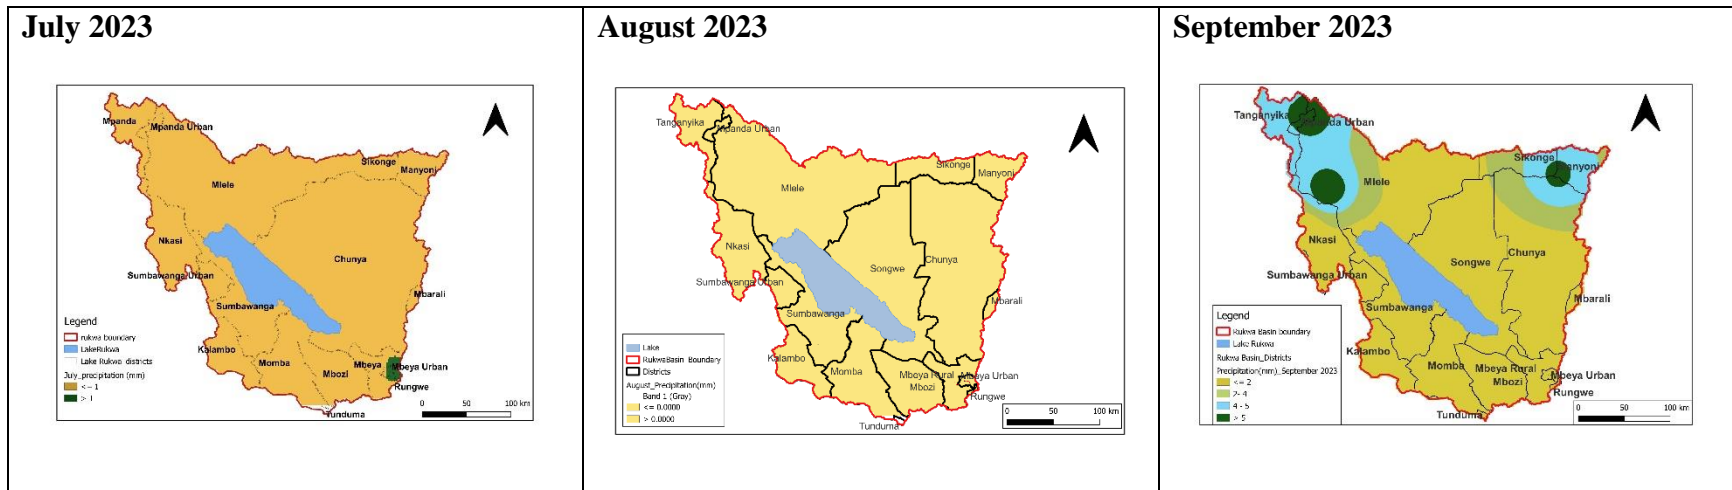 July 2023
Mpanda
Mpanda Urban
Sikonge
Manyoni
Mlele
Nkasi
Chunya
Sumbawanga Urban
Mbarali
Sumbawanga
Kalambo
Momba
Mbeya
Mbozi
Mbeya Urban
Rungwe
Tunduma
Legend
rukwa boundary
LakeRukwa
Lake Rukwa districts
July_precipitation (mm)
<= 1
> 1
0 50 100 km
August 2023
Tanganyika
Mpanda Urban
Sikonge
Manyoni
Mlele
Nkasi
Songwe
Chunya
Sumbawanga Urban
Mbarali
Sumbawanga
Kalambo
Momba
Mbeya Rural
Mbozi
Mbeya Urban
Rungwe
Tunduma
Lake
RukwaBasin_Boundary
Districts
August_Precipitation(mm)
Band 1 (Gray)
<= 0.0000
> 0.0000
0 50 100 km
September 2023
Tanganyika
Mpanda Urban
Sikonge
Manyoni
Mlele
Nkasi
Songwe
Chunya
Sumbawanga Urban
Mbarali
Sumbawanga
Kalambo
Momba
Mbeya Rural
Mbozi
Mbeya Urban
Rungwe
Tunduma
Legend
Rukwa Basin boundary
Lake Rukwa
Rukwa Basin_Districts
Precipitation(mm)_September 2023
<= 2
2- 4
4 - 5
> 5
0 50 100 km